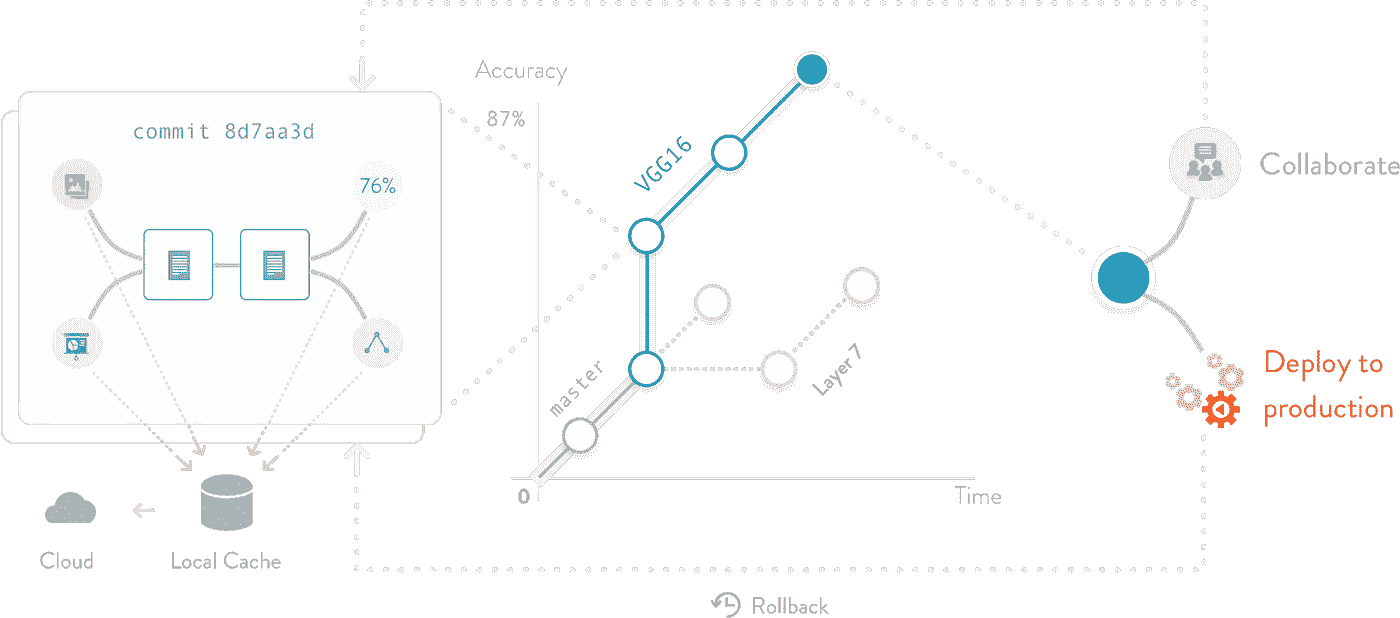 commit 8d7aa3d
76%
Cloud
Local Cache
Accuracy
87%
VGG16
master
Layer 7
0
Time
Rollback
Collaborate
Deploy to
production